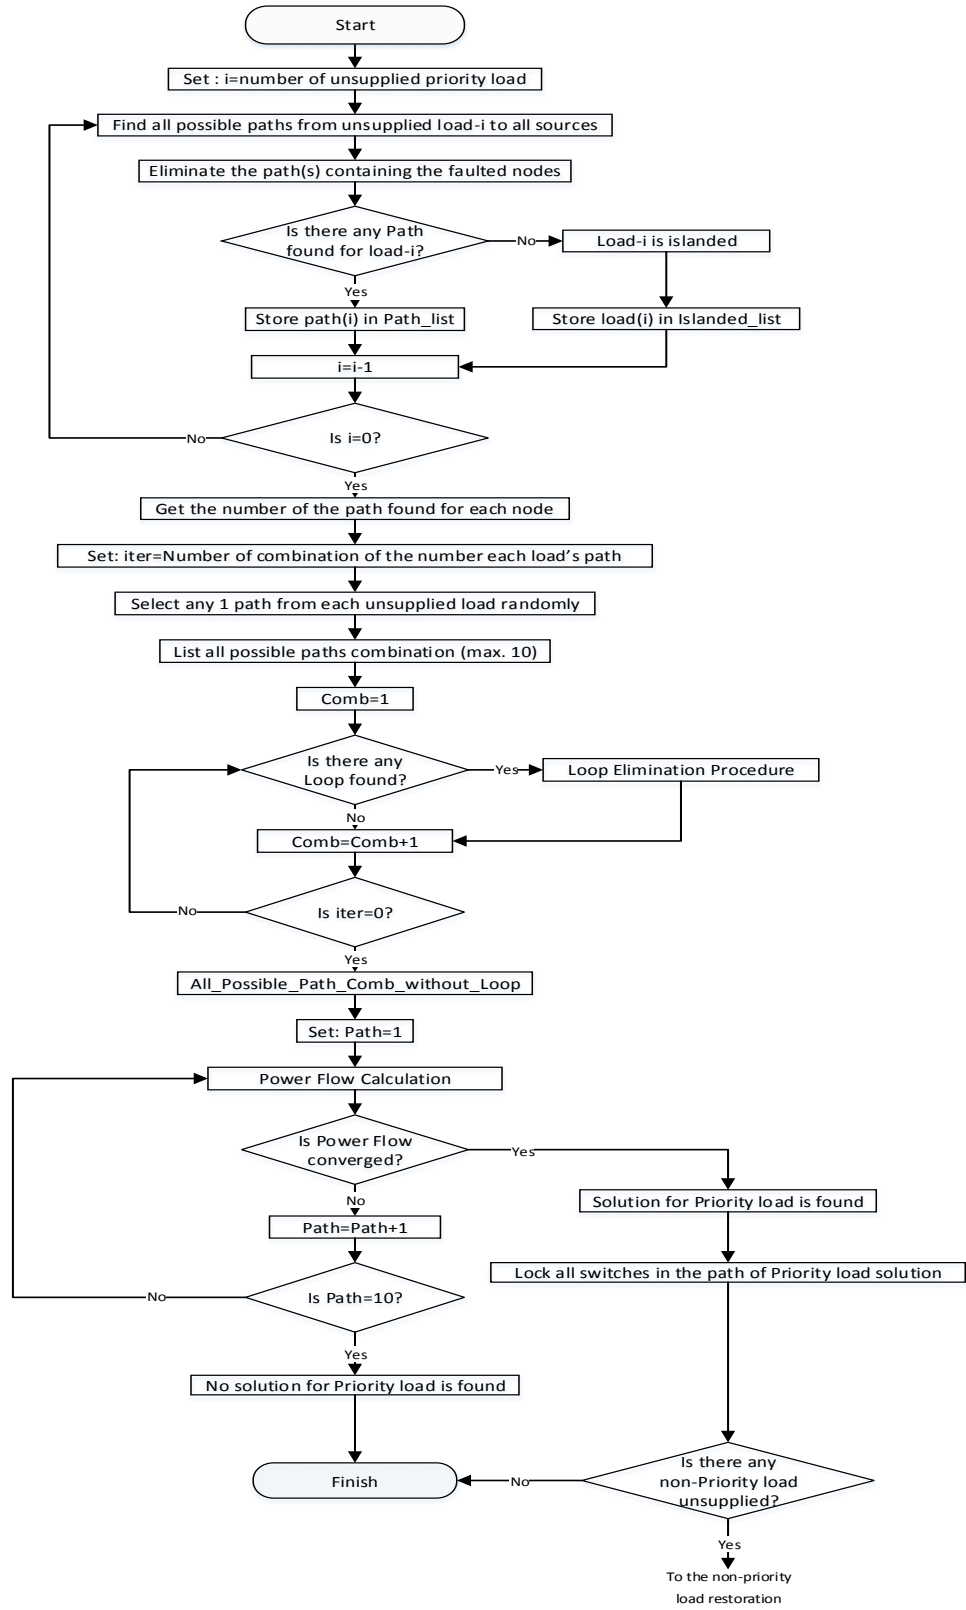 Start
Set : i=number of unsupplied priority load
Find all possible paths from unsupplied load-i to all sources
Eliminate the path(s) containing the faulted nodes
Is there any Path
found for load-i?
No
Load-i is islanded
Yes
Store path(i) in Path_list
Store load(i) in Islanded_list
i=i-1
Is i=0?
No
Yes
Get the number of the path found for each node
Set: iter=Number of combination of the number each load’s path
Select any 1 path from each unsupplied load randomly
List all possible paths combination (max. 10)
Comb=1
Is there any
Loop found?
Yes
Loop Elimination Procedure
No
Comb=Comb+1
Is iter=0?
No
Yes
All_Possible_Path_Comb_without_Loop
Set: Path=1
Power Flow Calculation
Is Power Flow
converged?
Yes
No
Solution for Priority load is found
Path=Path+1
Lock all switches in the path of Priority load solution
Is Path=10?
No
Yes
No solution for Priority load is found
Is there any
non-Priority load
unsupplied?
No
Finish
Yes
To the non-priority
load restoration